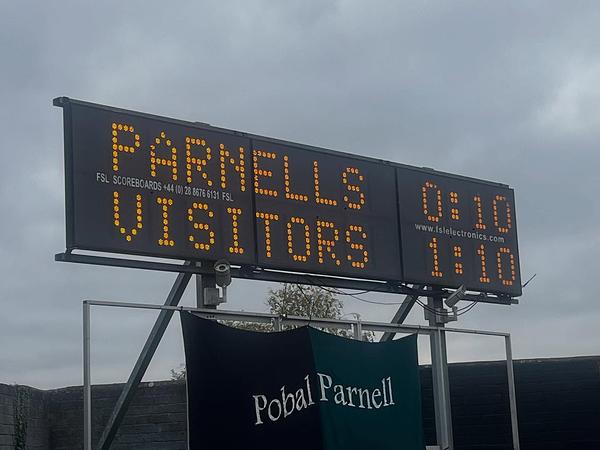 PARNELLS 0:10
FSL SCOREBOARDS +44 (0) 28 8676 6131 FSL
www.fslelectronics.com
VISITORS 1:10
Pobal Parnell